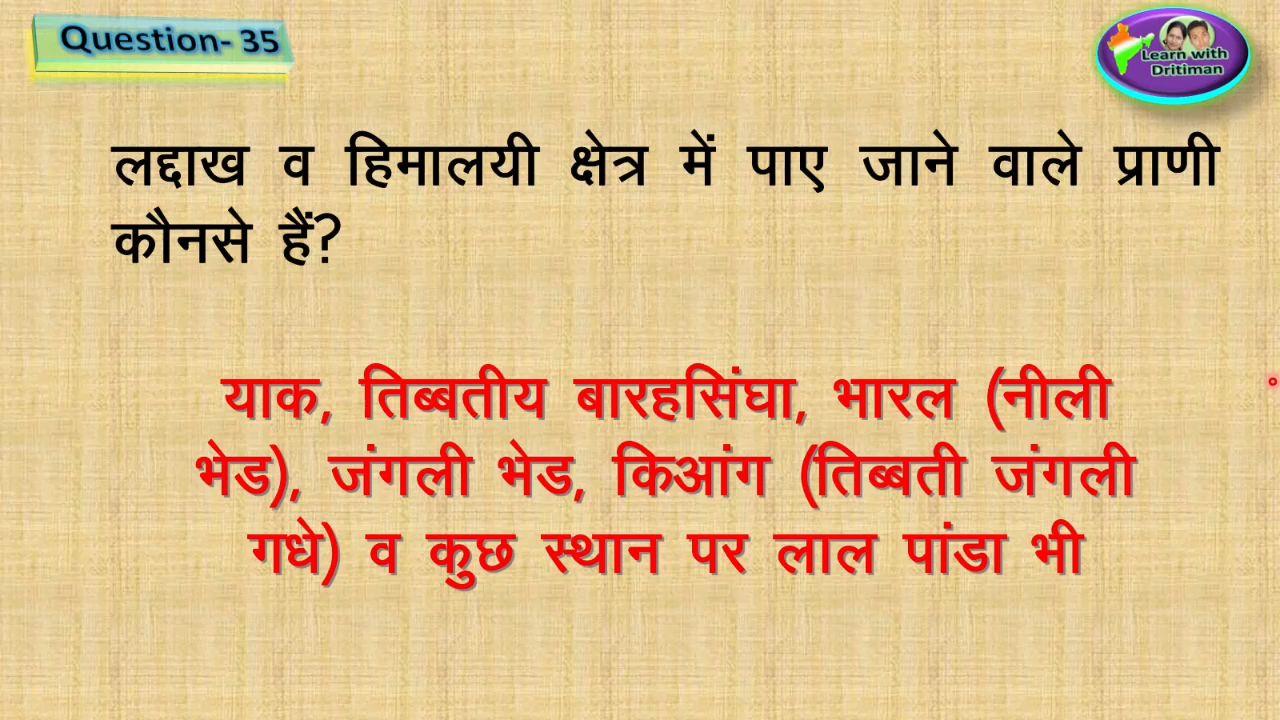 Question- 35
Learn with
Dritiman
लद्दाख व हिमालयी क्षेत्र में पाए जाने वाले प्राणी
कौनसे हैं?
याक, तिब्बतीय बारहसिंघा, भारल (नीली
भेड), जंगली भेड, किआंग (तिब्बती जंगली
गधे) व कुछ स्थान पर लाल पांडा भी